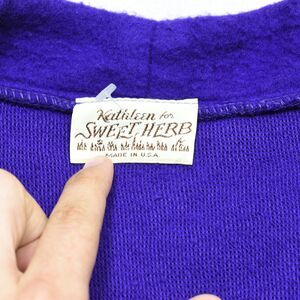 Kathleen for
SWEET HERB
MADE IN U.S.A.